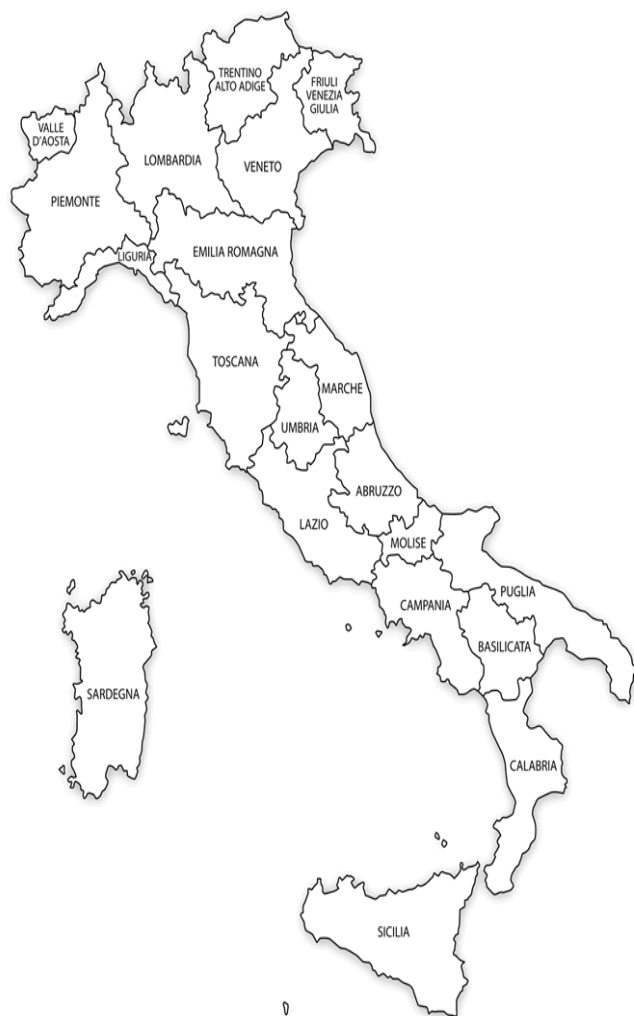 TRENTINO
ALTO ADIGE
FRIULI
VENEZIA
GIULIA
VALLE
D'AOSTA
LOMBARDIA
VENETO
PIEMONTE
LIGURIA
EMILIA ROMAGNA
TOSCANA
MARCHE
UMBRIA
ABRUZZO
LAZIO
MOLISE
CAMPANIA
PUGLIA
BASILICATA
SARDEGNA
CALABRIA
SICILIA